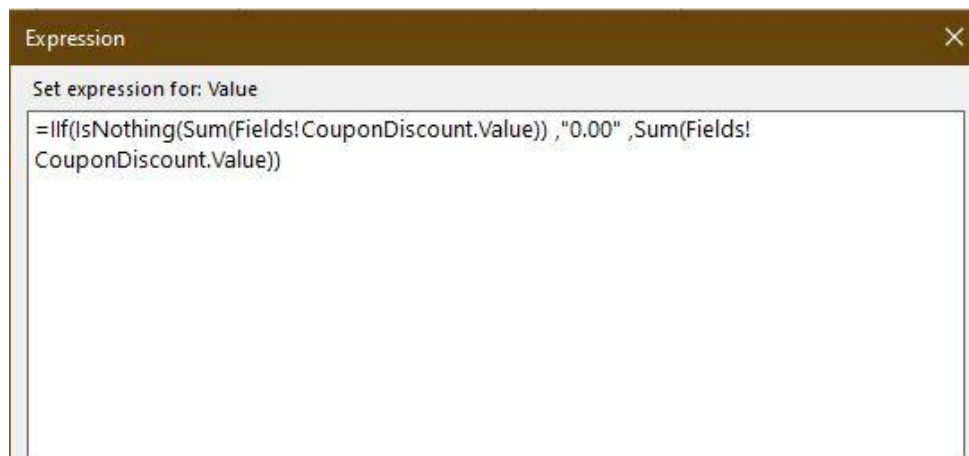 Expression
Set expression for: Value
=IIf(IsNothing(Sum(Fields!CouponDiscount.Value)) ,"0.00" ,Sum(Fields!
CouponDiscount.Value))